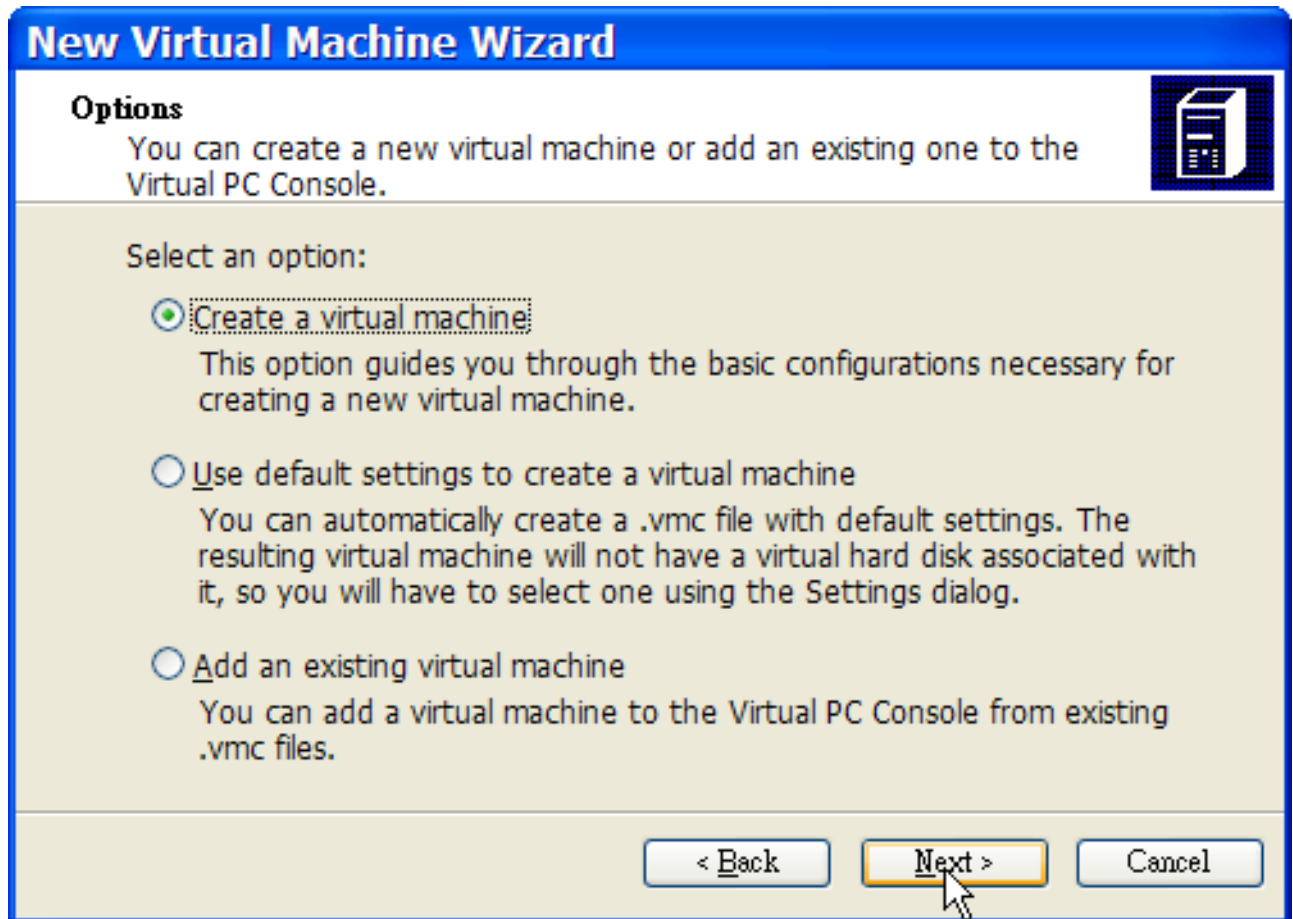 New Virtual Machine Wizard
Options
You can create a new virtual machine or add an existing one to the
Virtual PC Console.
Select an option:
Create a virtual machine
This option guides you through the basic configurations necessary for
creating a new virtual machine.
Use default settings to create a virtual machine
You can automatically create a .vmc file with default settings. The
resulting virtual machine will not have a virtual hard disk associated with
it, so you will have to select one using the Settings dialog.
Add an existing virtual machine
You can add a virtual machine to the Virtual PC Console from existing
.vmc files.
< Back Next > Cancel